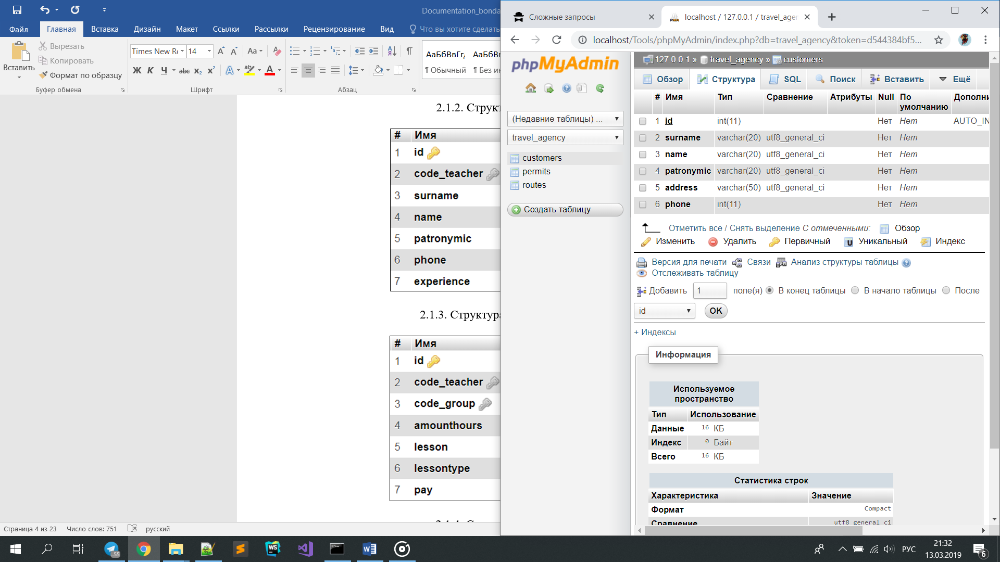 Documentation_bonda
Файл
Главная
Вставка
Дизайн
Макет
Ссылки
Рассылки
Рецензирование
Вид
Что вы хотите сделать
Вставить
Вырезать
Копировать
Формат по образцу
Буфер обмена
Times New Ro
14
Aa
Ж К Ч abc x₂ x²
Шрифт
Абзац
АаБбВвГг,
¶ Обычный
АаБбВв
¶ Без ин
2.1.2. Структ
# Имя
1 id
2 code_teacher
3 surname
4 name
5 patronymic
6 phone
7 experience
2.1.3. Структура
# Имя
1 id
2 code_teacher
3 code_group
4 amounthours
5 lesson
6 lessontype
7 pay
Страница 4 из 23
Число слов: 751
русский
Сложные запросы
localhost / 127.0.0.1 / travel_agen
localhost/Tools/phpMyAdmin/index.php?db=travel_agency&token=d544384bf5...
phpMyAdmin
(Недавние таблицы) ...
travel_agency
customers
permits
routes
Создать таблицу
127.0.0.1 » travel_agency » customers
Обзор
Структура
SQL
Поиск
Вставить
Ещё
# Имя Тип Сравнение Атрибуты Null По умолчанию Дополни
1 id int(11) Нет Нет AUTO_IN
2 surname varchar(20) utf8_general_ci Нет Нет
3 name varchar(20) utf8_general_ci Нет Нет
4 patronymic varchar(20) utf8_general_ci Нет Нет
5 address varchar(50) utf8_general_ci Нет Нет
6 phone int(11) Нет Нет
Отметить все / Снять выделение С отмеченными: Обзор
Изменить Удалить Первичный Уникальный Индекс
Версия для печати Связи Анализ структуры таблицы
Отслеживать таблицу
Добавить 1 поле(я) В конец таблицы В начало таблицы После
id OK
+ Индексы
Информация
Используемое
пространство
Тип Использование
Данные 16 КБ
Индекс 0 Байт
Всего 16 КБ
Статистика строк
Характеристика Значение
Формат Compact
Сравнение utf8_general_ci
55
РУС
21:32
13.03.2019
6